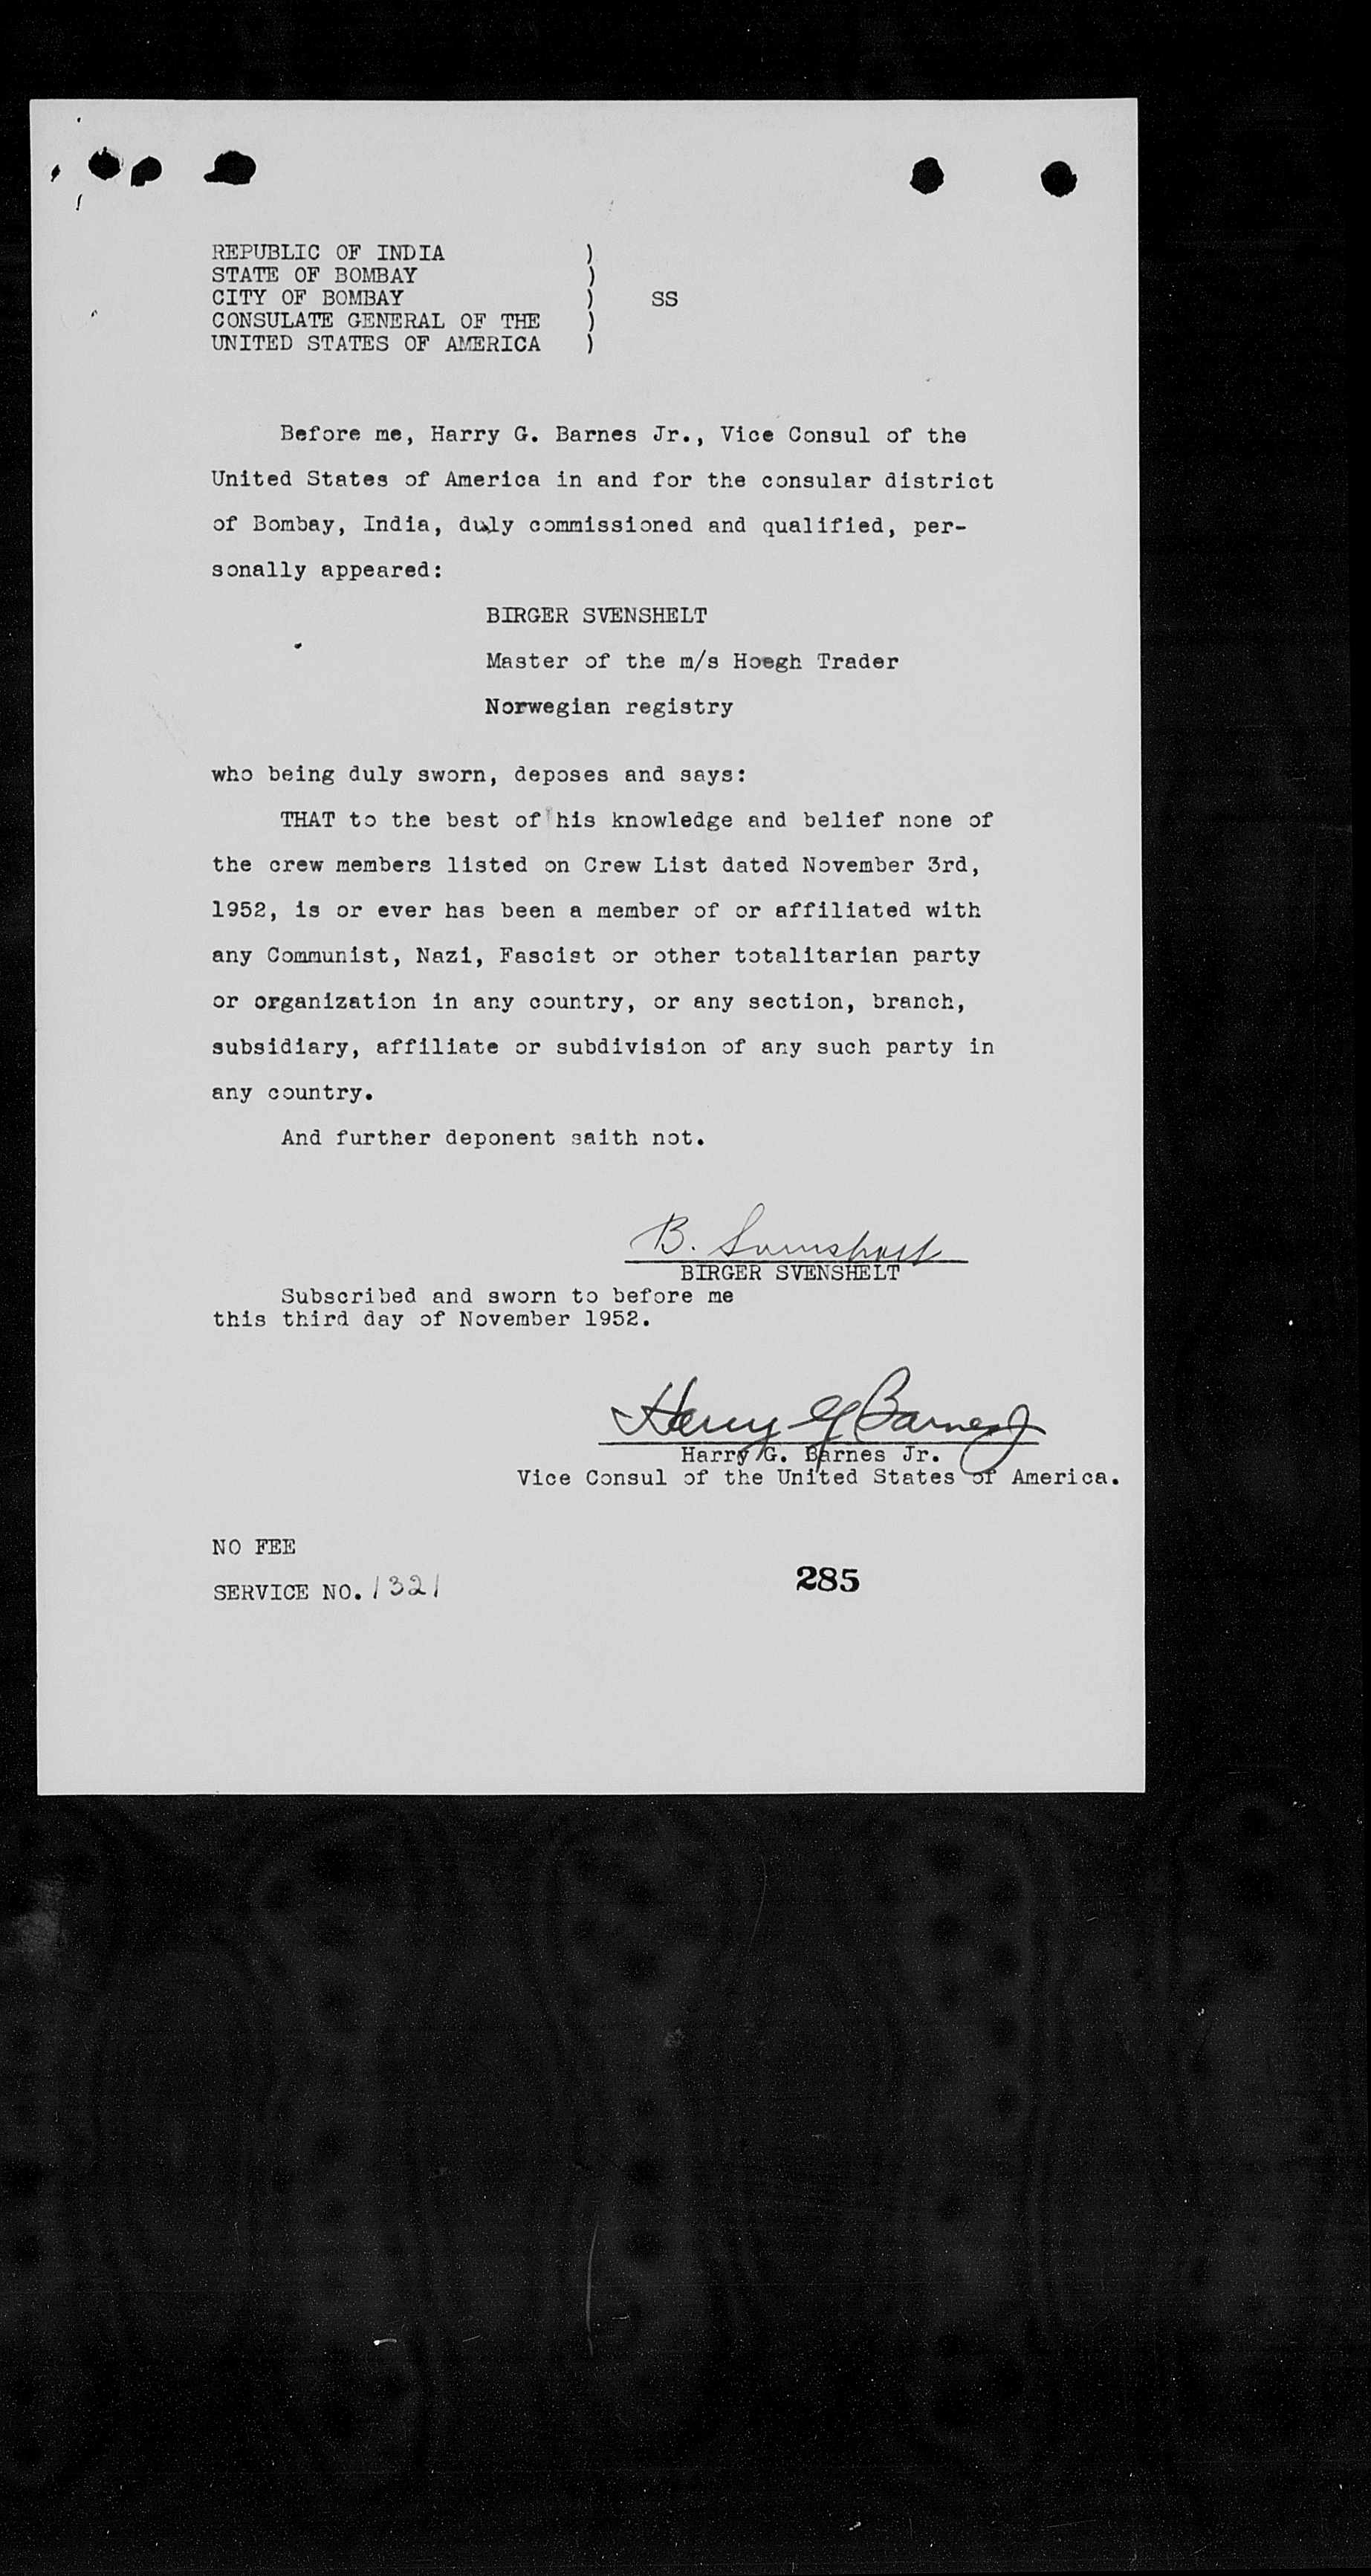 REPUBLIC OF INDIA )
STATE OF BOMBAY )
CITY OF BOMBAY ) SS
CONSULATE GENERAL OF THE )
UNITED STATES OF AMERICA )
Before me, Harry G. Barnes Jr., Vice Consul of the
United States of America in and for the consular district
of Bombay, India, duly commissioned and qualified, per-
sonally appeared:
BIRGER SVENSHELT
Master of the m/s Hoegh Trader
Norwegian registry
who being duly sworn, deposes and says:
THAT to the best of his knowledge and belief none of
the crew members listed on Crew List dated November 3rd,
1952, is or ever has been a member of or affiliated with
any Communist, Nazi, Fascist or other totalitarian party
or organization in any country, or any section, branch,
subsidiary, affiliate or subdivision of any such party in
any country.
And further deponent saith not.
B.
BIRGER SVENSHELT
Subscribed and sworn to before me
this third day of November 1952.
Harry G Barnes Jr
Harry G. Barnes Jr.
Vice Consul of the United States of America.
NO FEE
SERVICE NO. 1321
285